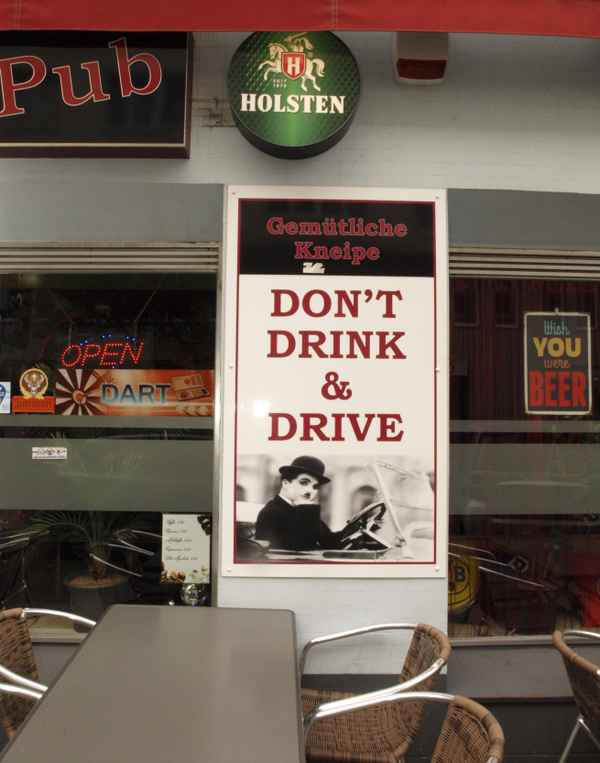 Pub
HOLSTEN
Gemütliche
Kneipe
DON'T
DRINK
&
DRIVE
OPEN
DART
Wish
YOU
were
BEER